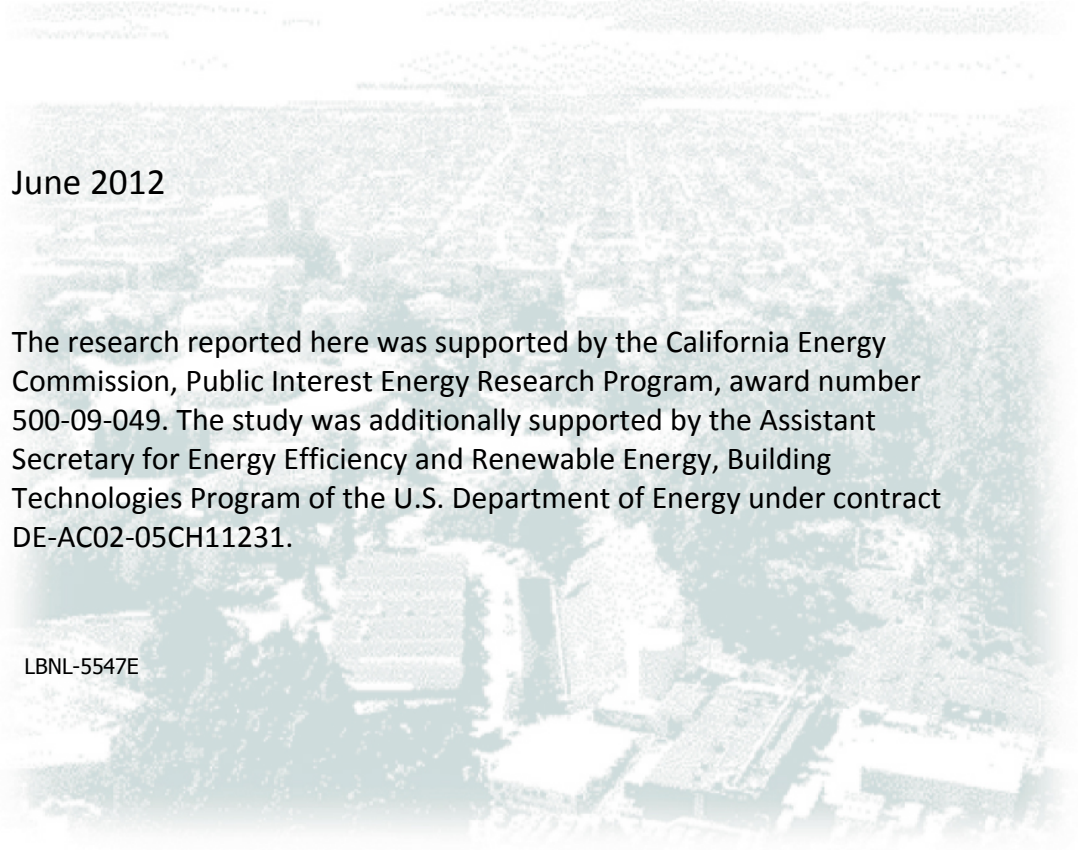 June 2012
The research reported here was supported by the California Energy
Commission, Public Interest Energy Research Program, award number
500-09-049. The study was additionally supported by the Assistant
Secretary for Energy Efficiency and Renewable Energy, Building
Technologies Program of the U.S. Department of Energy under contract
DE-AC02-05CH11231.
LBNL-5547E